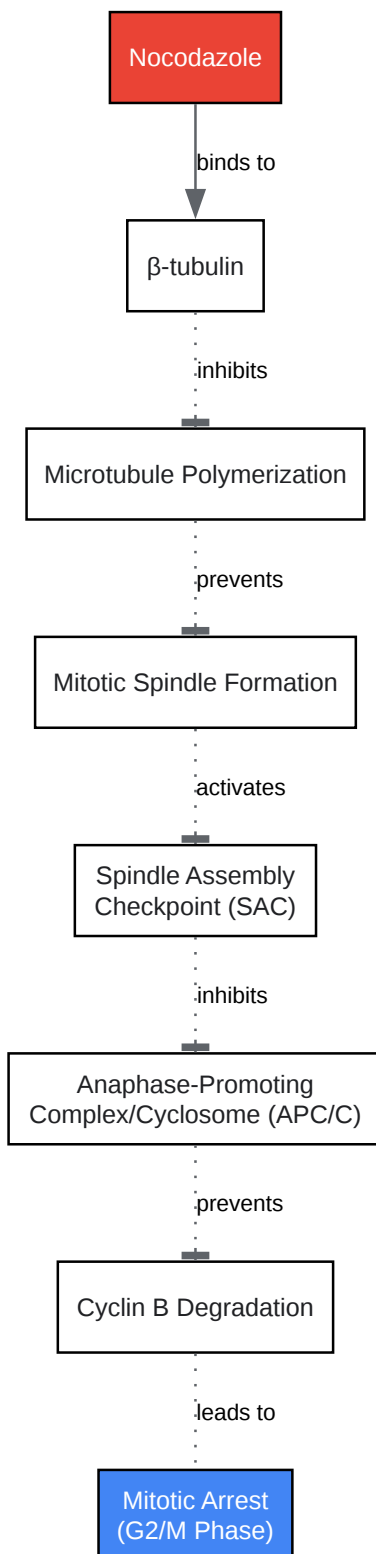 Nocodazole
binds to
β-tubulin
inhibits
Microtubule Polymerization
prevents
Mitotic Spindle Formation
activates
Spindle Assembly
Checkpoint (SAC)
inhibits
Anaphase-Promoting
Complex/Cyclosome (APC/C)
prevents
Cyclin B Degradation
leads to
Mitotic Arrest
(G2/M Phase)